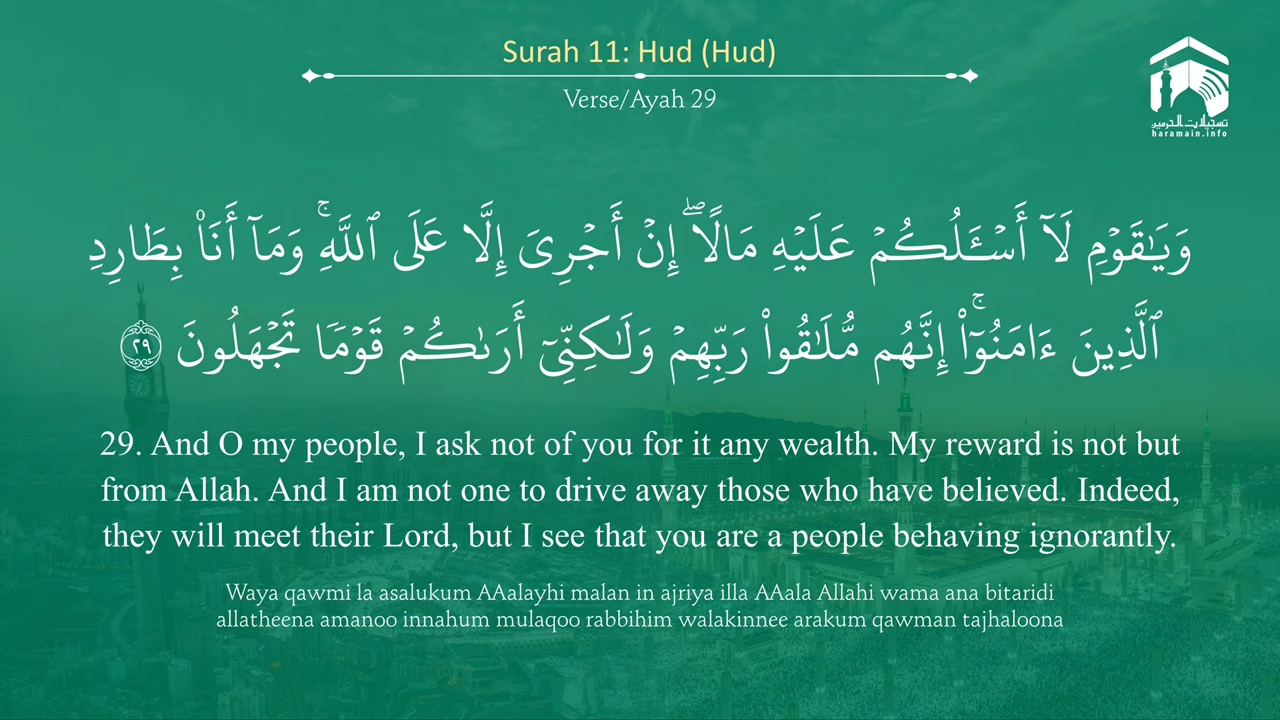 Surah 11: Hud (Hud)
Verse/Ayah 29
تسجيلات الحرمين
haramain.info
وَيَـٰقَوْمِ لَآ أَسْـَٔلُكُمْ عَلَيْهِ مَالًا ۖ إِنْ أَجْرِىَ إِلَّا عَلَى ٱللَّهِ ۚ وَمَآ أَنَا۠ بِطَارِدِ
ٱلَّذِينَ ءَامَنُوٓا۟ ۚ إِنَّهُم مُّلَـٰقُوا۟ رَبِّهِمْ وَلَـٰكِنِّىٓ أَرَىٰكُمْ قَوْمًا تَجْهَلُونَ ٢٩
29. And O my people, I ask not of you for it any wealth. My reward is not but
from Allah. And I am not one to drive away those who have believed. Indeed,
they will meet their Lord, but I see that you are a people behaving ignorantly.
Waya qawmi la asalukum AAalayhi malan in ajriya illa AAala Allahi wama ana bitaridi
allatheena amanoo innahum mulaqoo rabbihim walakinnee arakum qawman tajhaloona